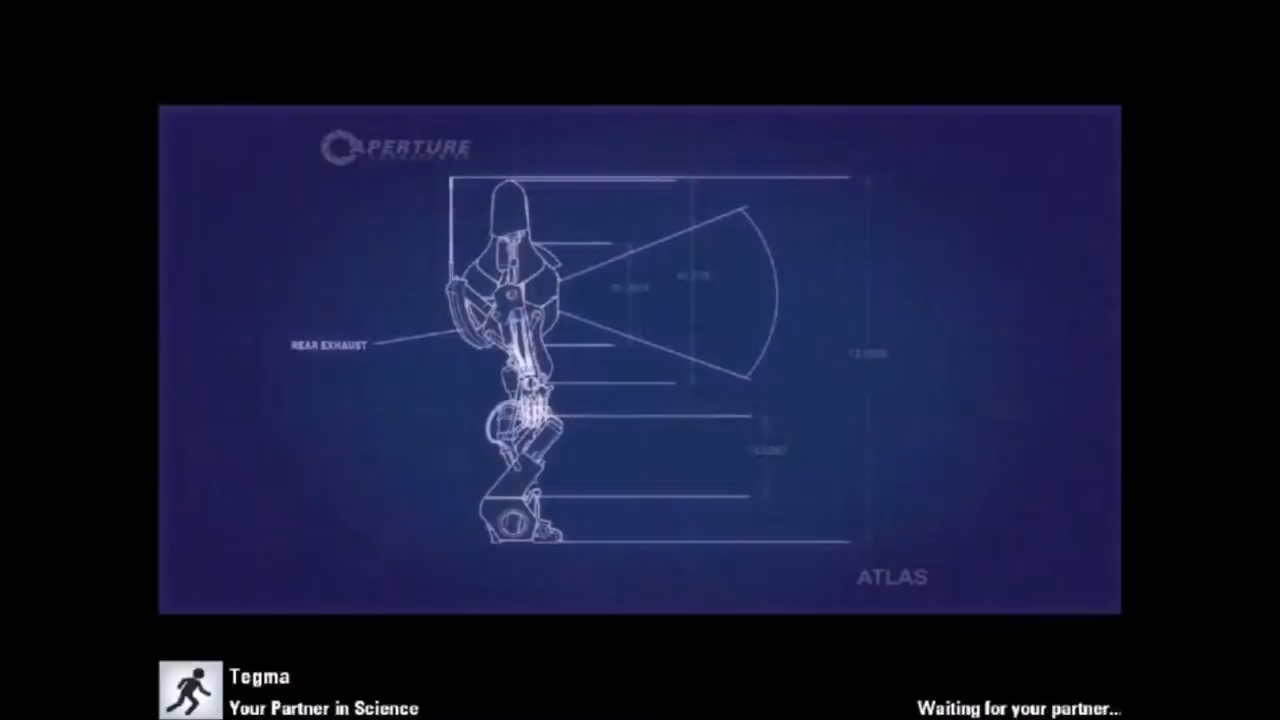 APERTURE
REAR EXHAUST
ATLAS
Tegma
Your Partner in Science
Waiting for your partner...